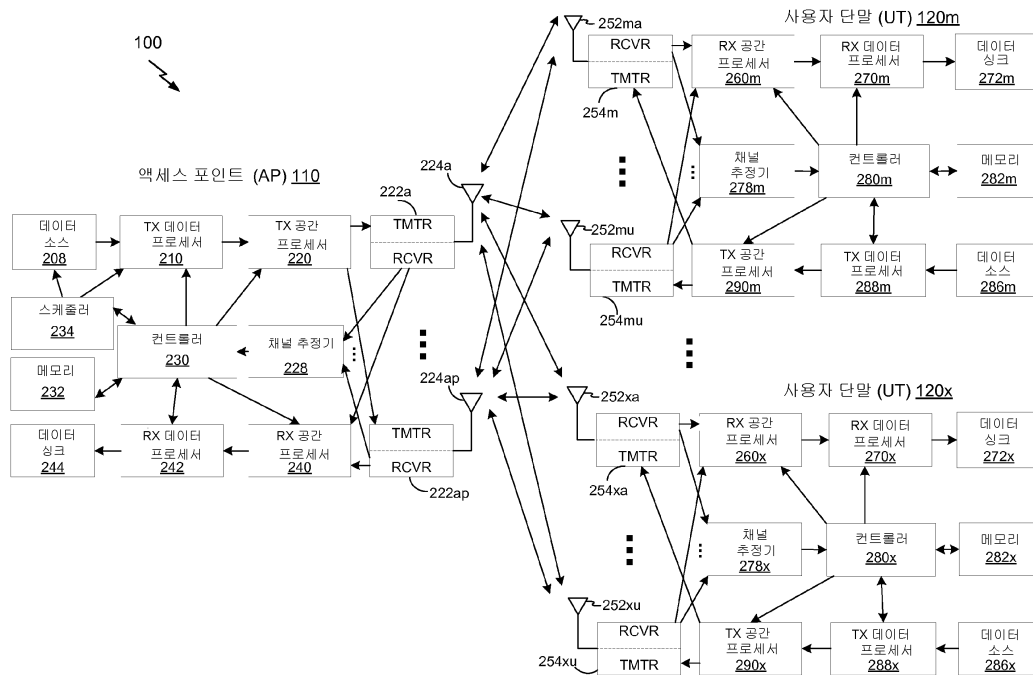 100
액세스 포인트 (AP) 110
데이터
소스
208
TX 데이터
프로세서
210
TX 공간
프로세서
220
222a
TMTR
RCVR
224a
스케줄러
234
컨트롤러
230
채널 추정기
228
메모리
232
224ap
데이터
싱크
244
RX 데이터
프로세서
242
RX 공간
프로세서
240
TMTR
RCVR
222ap
사용자 단말 (UT) 120m
252ma
RCVR
TMTR
254m
RX 공간
프로세서
260m
RX 데이터
프로세서
270m
데이터
싱크
272m
채널
추정기
278m
컨트롤러
280m
메모리
282m
252mu
RCVR
TMTR
254mu
TX 공간
프로세서
290m
TX 데이터
프로세서
288m
데이터
소스
286m
사용자 단말 (UT) 120x
252xa
RCVR
TMTR
254xa
RX 공간
프로세서
260x
RX 데이터
프로세서
270x
데이터
싱크
272x
채널
추정기
278x
컨트롤러
280x
메모리
282x
252xu
RCVR
TMTR
254xu
TX 공간
프로세서
290x
TX 데이터
프로세서
288x
데이터
소스
286x